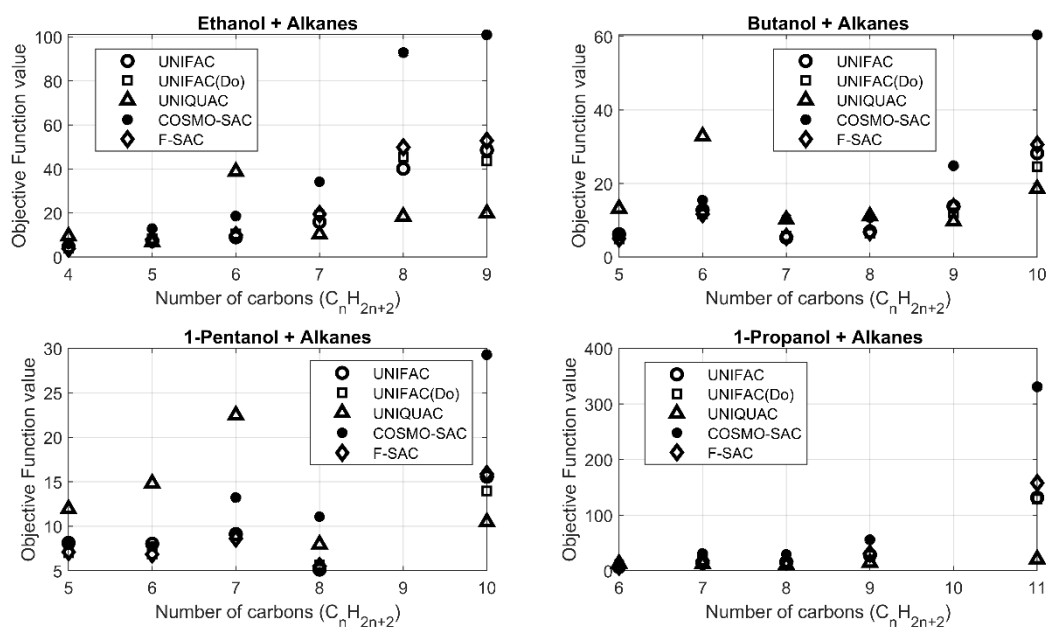 Ethanol + Alkanes
100
80
60
40
20
0
Objective Function value
UNIFAC
UNIFAC(Do)
UNIQUAC
COSMO-SAC
F-SAC
4 5 6 7 8 9
Number of carbons (CnH2n+2)
Butanol + Alkanes
60
40
20
0
Objective Function value
UNIFAC
UNIFAC(Do)
UNIQUAC
COSMO-SAC
F-SAC
5 6 7 8 9 10
Number of carbons (CnH2n+2)
1-Pentanol + Alkanes
30
25
20
15
10
5
Objective Function value
UNIFAC
UNIFAC(Do)
UNIQUAC
COSMO-SAC
F-SAC
5 6 7 8 9 10
Number of carbons (CnH2n+2)
1-Propanol + Alkanes
400
300
200
100
0
Objective Function value
UNIFAC
UNIFAC(Do)
UNIQUAC
COSMO-SAC
F-SAC
6 7 8 9 10 11
Number of carbons (CnH2n+2)